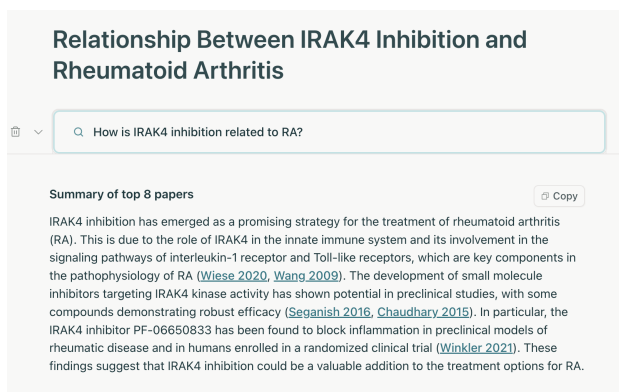 Relationship Between IRAK4 Inhibition and
Rheumatoid Arthritis
How is IRAK4 inhibition related to RA?
Summary of top 8 papers
Copy
IRAK4 inhibition has emerged as a promising strategy for the treatment of rheumatoid arthritis
(RA). This is due to the role of IRAK4 in the innate immune system and its involvement in the
signaling pathways of interleukin-1 receptor and Toll-like receptors, which are key components in
the pathophysiology of RA (Wiese 2020, Wang 2009). The development of small molecule
inhibitors targeting IRAK4 kinase activity has shown potential in preclinical studies, with some
compounds demonstrating robust efficacy (Seganish 2016, Chaudhary 2015). In particular, the
IRAK4 inhibitor PF-06650833 has been found to block inflammation in preclinical models of
rheumatic disease and in humans enrolled in a randomized clinical trial (Winkler 2021). These
findings suggest that IRAK4 inhibition could be a valuable addition to the treatment options for RA.